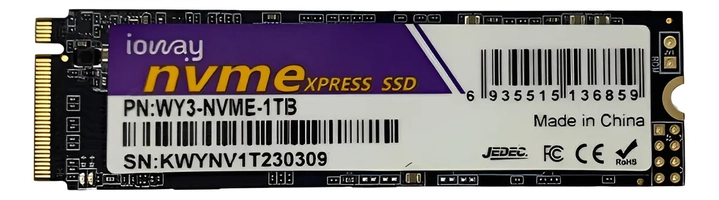 ioway
nvme XPRESS SSD
PN:WY3-NVME-1TB
SN:KWYNV1T230309
6 935515 136859
Made in China
JEDEC. FC CE RoHS